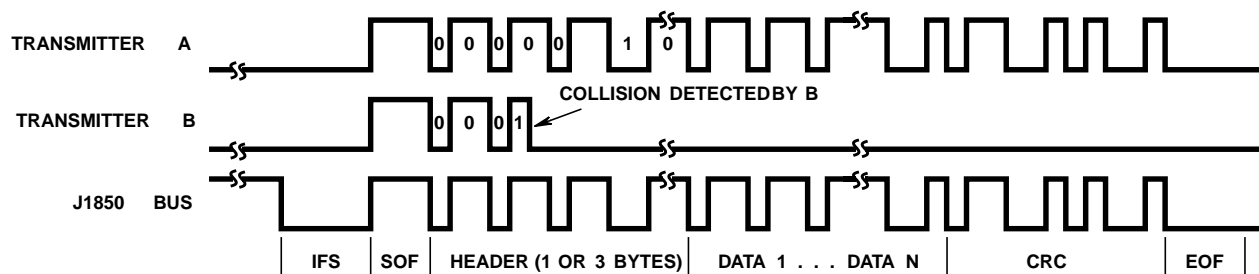 TRANSMITTER A
0 0 0 0 0 1 0
COLLISION DETECTEDBY B
TRANSMITTER B
0 0 0 1
J1850 BUS
IFS SOF HEADER (1 OR 3 BYTES) DATA 1 . . . DATA N CRC EOF